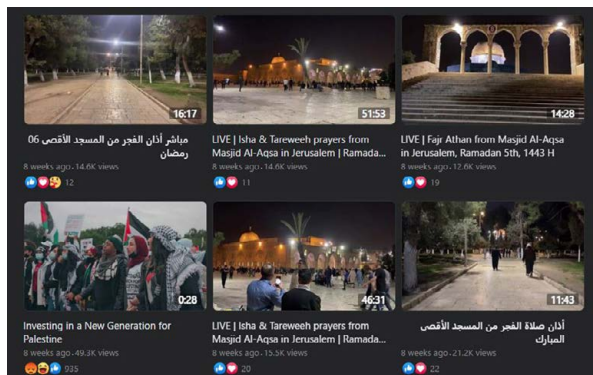 16:17
51:53
14:28
مباشر أذان الفجر من المسجد الأقصى 06
رمضان
8 weeks ago · 14.6K views
12
LIVE | Isha & Tareweeh prayers from
Masjid Al-Aqsa in Jerusalem | Ramada...
8 weeks ago · 14.6K views
11
LIVE | Fajr Athan from Masjid Al-Aqsa
in Jerusalem, Ramadan 5th, 1443 H
8 weeks ago · 12.6K views
19
0:28
46:31
11:43
Investing in a New Generation for
Palestine
8 weeks ago · 49.3K views
935
LIVE | Isha & Tareweeh prayers from
Masjid Al-Aqsa in Jerusalem | Ramada...
8 weeks ago · 15.5K views
20
أذان صلاة الفجر من المسجد الأقصى
المبارك
8 weeks ago · 21.2K views
22